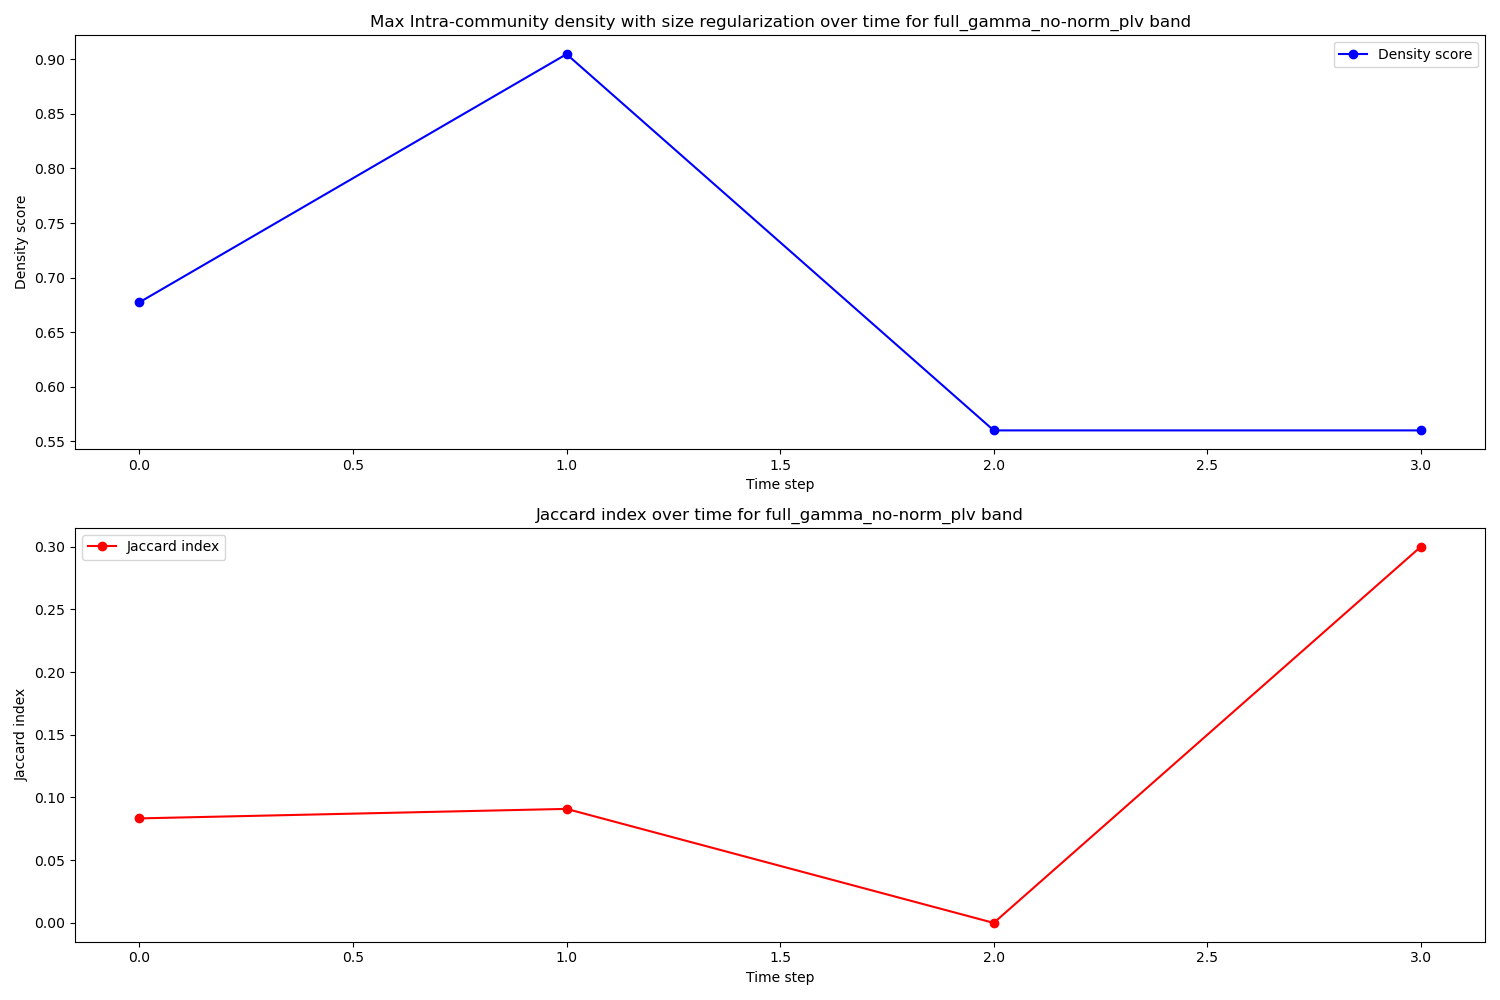 Max Intra-community density with size regularization over time for full_gamma_no-norm_plv band
Density score
0.90
0.85
0.80
0.75
0.70
0.65
0.60
0.55
Density score
0.0 0.5 1.0 1.5 2.0 2.5 3.0
Time step
Jaccard index over time for full_gamma_no-norm_plv band
Jaccard index
0.30
0.25
0.20
0.15
0.10
0.05
0.00
Jaccard index
0.0 0.5 1.0 1.5 2.0 2.5 3.0
Time step